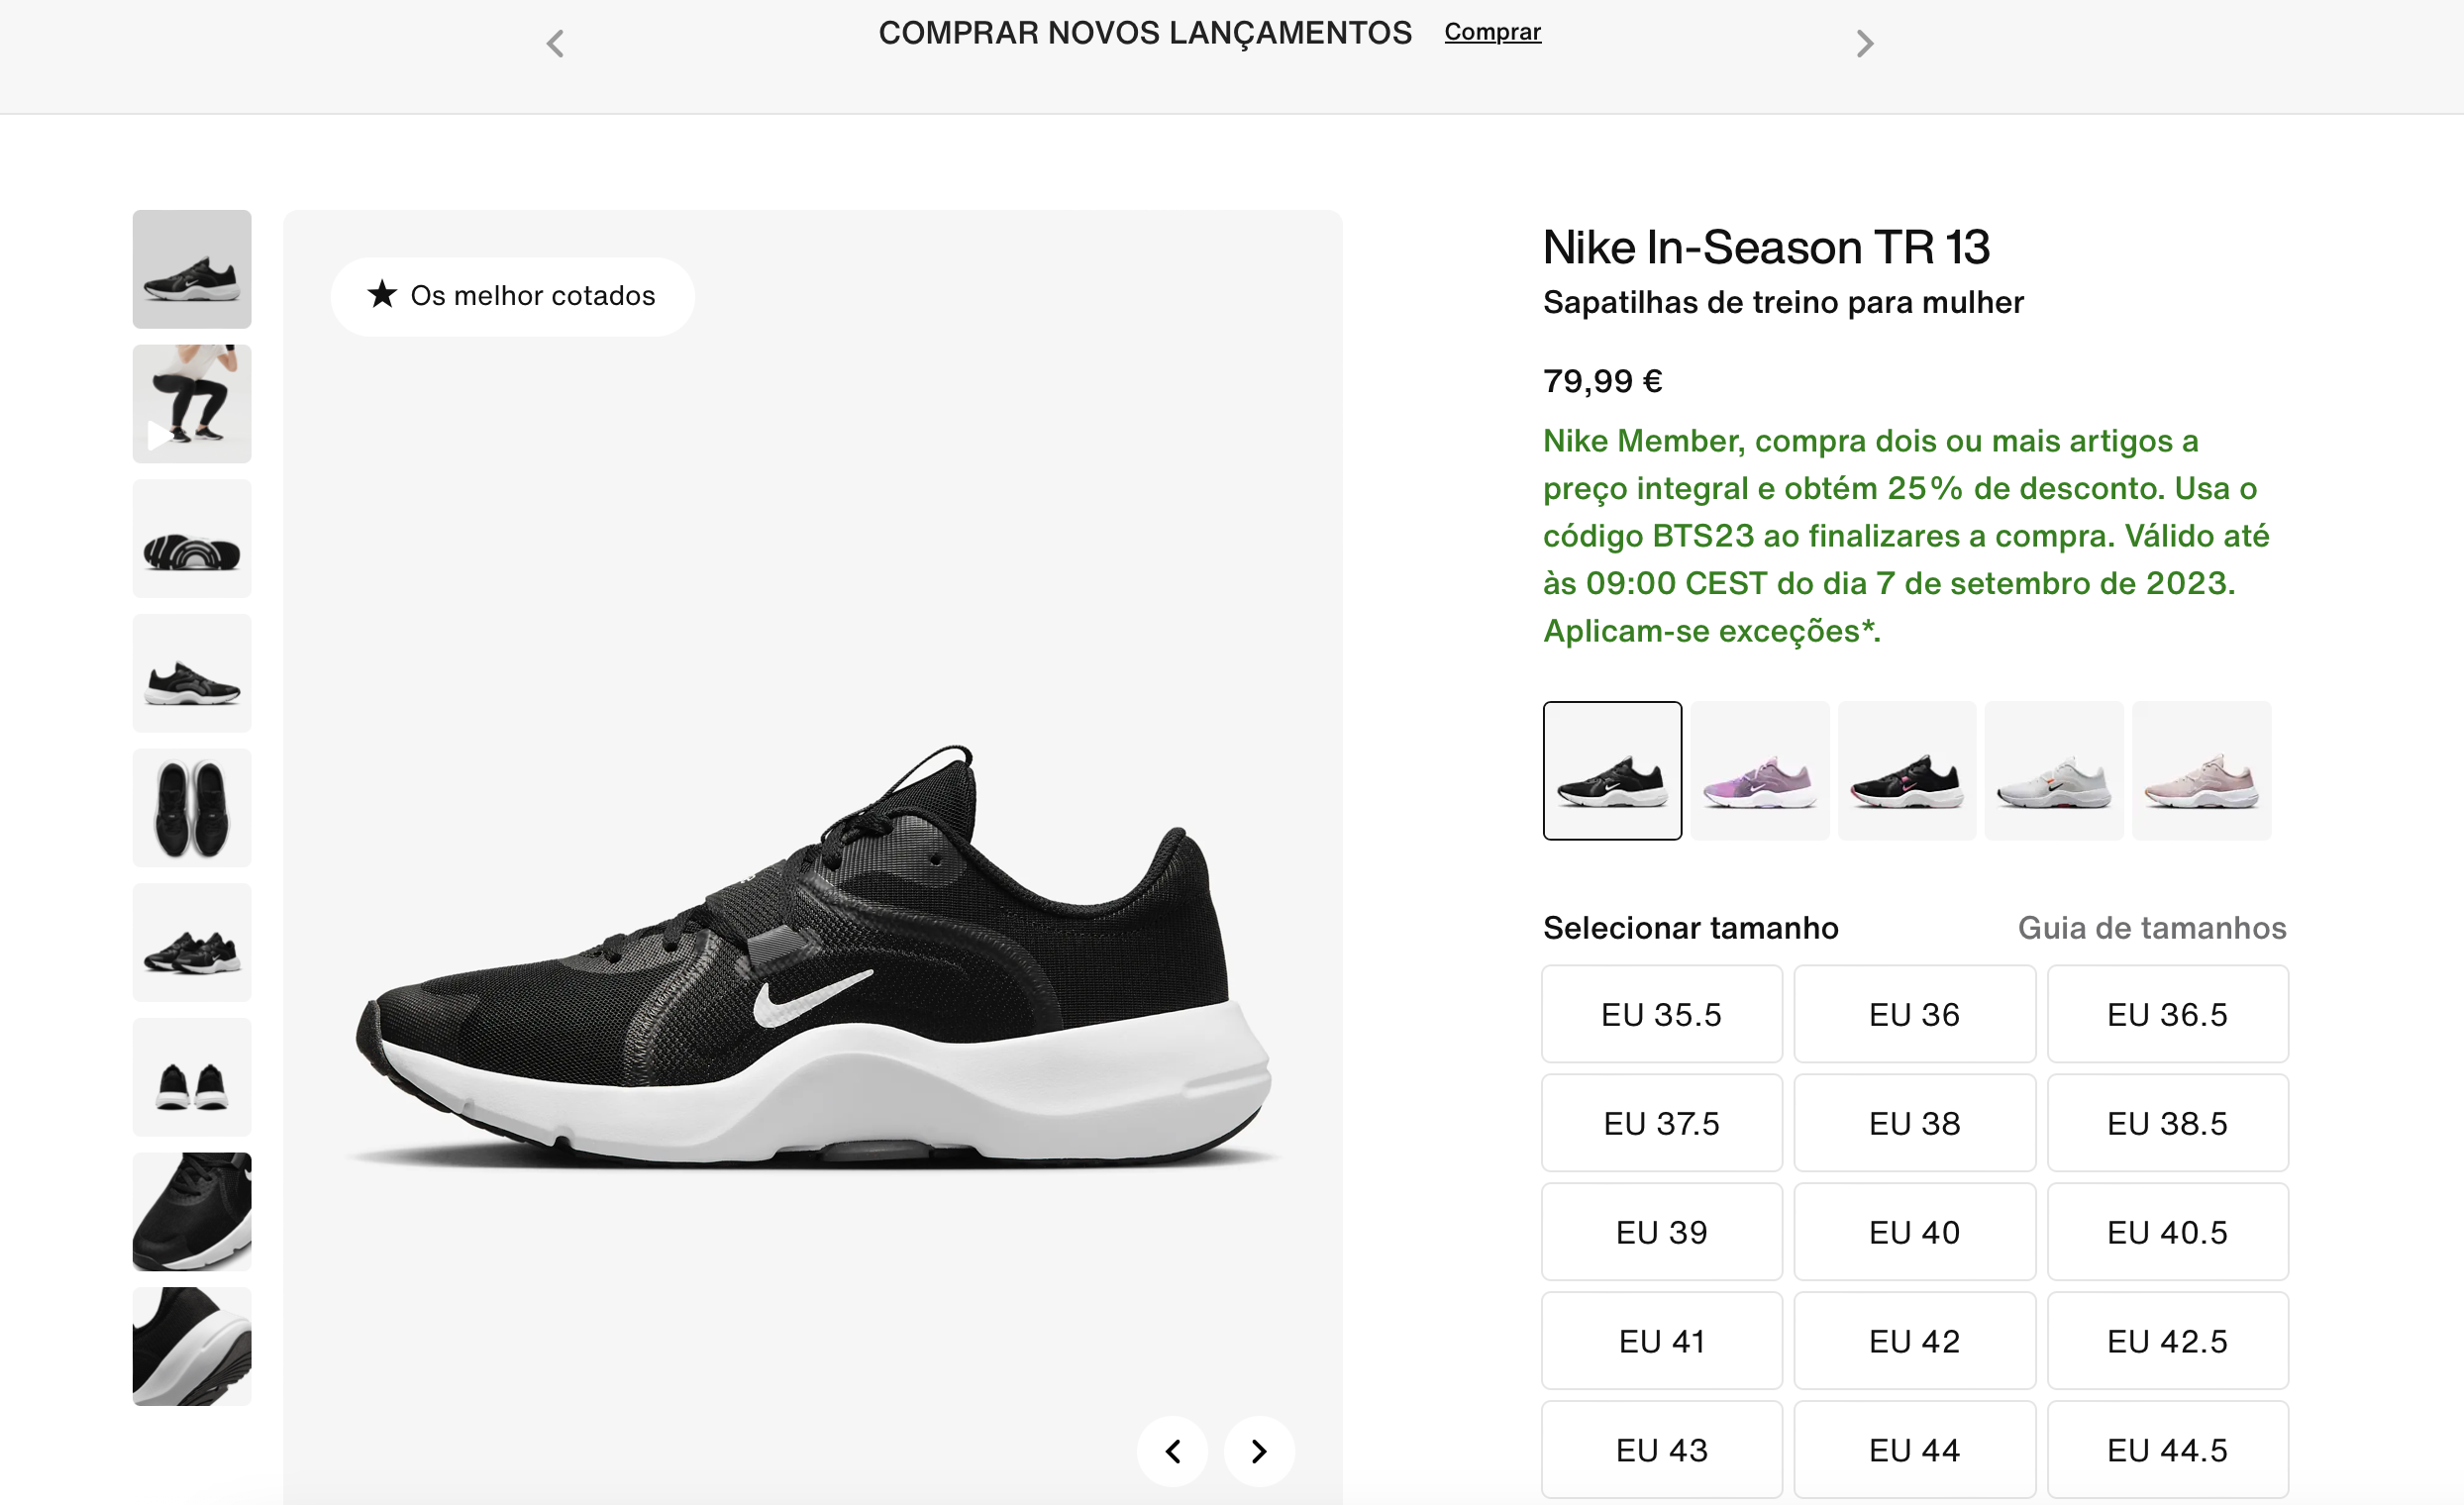 COMPRAR NOVOS LANÇAMENTOS Comprar
★ Os melhor cotados
Nike In-Season TR 13
Sapatilhas de treino para mulher
79,99 €
Nike Member, compra dois ou mais artigos a
preço integral e obtém 25% de desconto. Usa o
código BTS23 ao finalizares a compra. Válido até
às 09:00 CEST do dia 7 de setembro de 2023.
Aplicam-se exceções*.
Selecionar tamanho Guia de tamanhos
EU 35.5 EU 36 EU 36.5
EU 37.5 EU 38 EU 38.5
EU 39 EU 40 EU 40.5
EU 41 EU 42 EU 42.5
EU 43 EU 44 EU 44.5